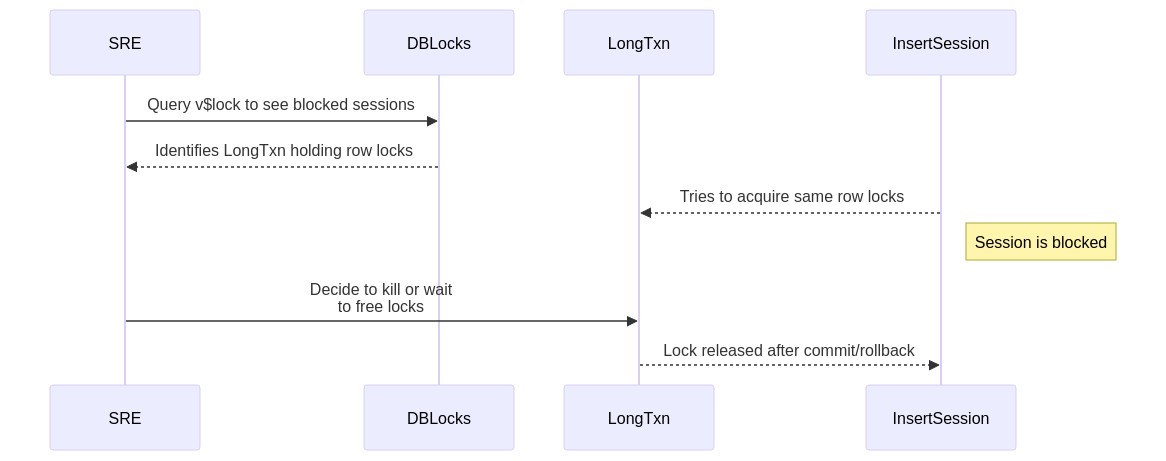 SRE
DBLocks
LongTxn
InsertSession
Query v$lock to see blocked sessions
Identifies LongTxn holding row locks
Tries to acquire same row locks
Session is blocked
Decide to kill or wait
to free locks
Lock released after commit/rollback
SRE
DBLocks
LongTxn
InsertSession